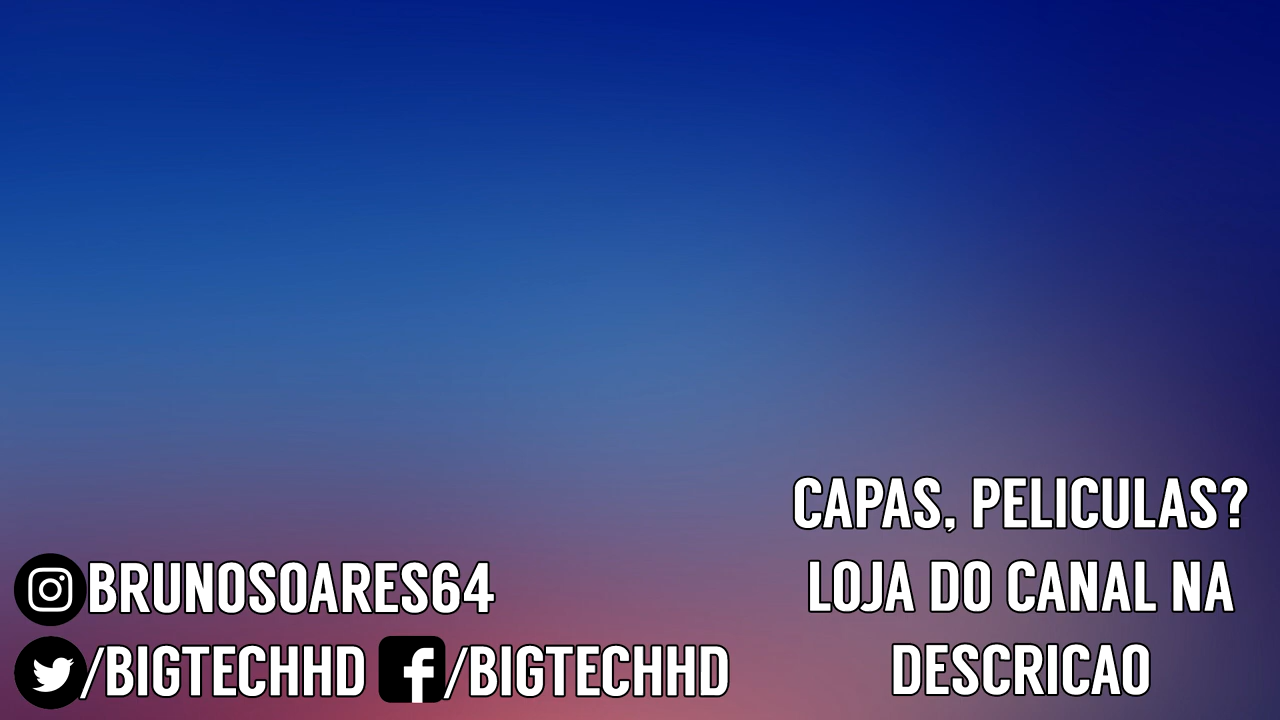 BRUNOSOARES64
/BIGTECHHD /BIGTECHHD
CAPAS, PELICULAS?
LOJA DO CANAL NA
DESCRICAO